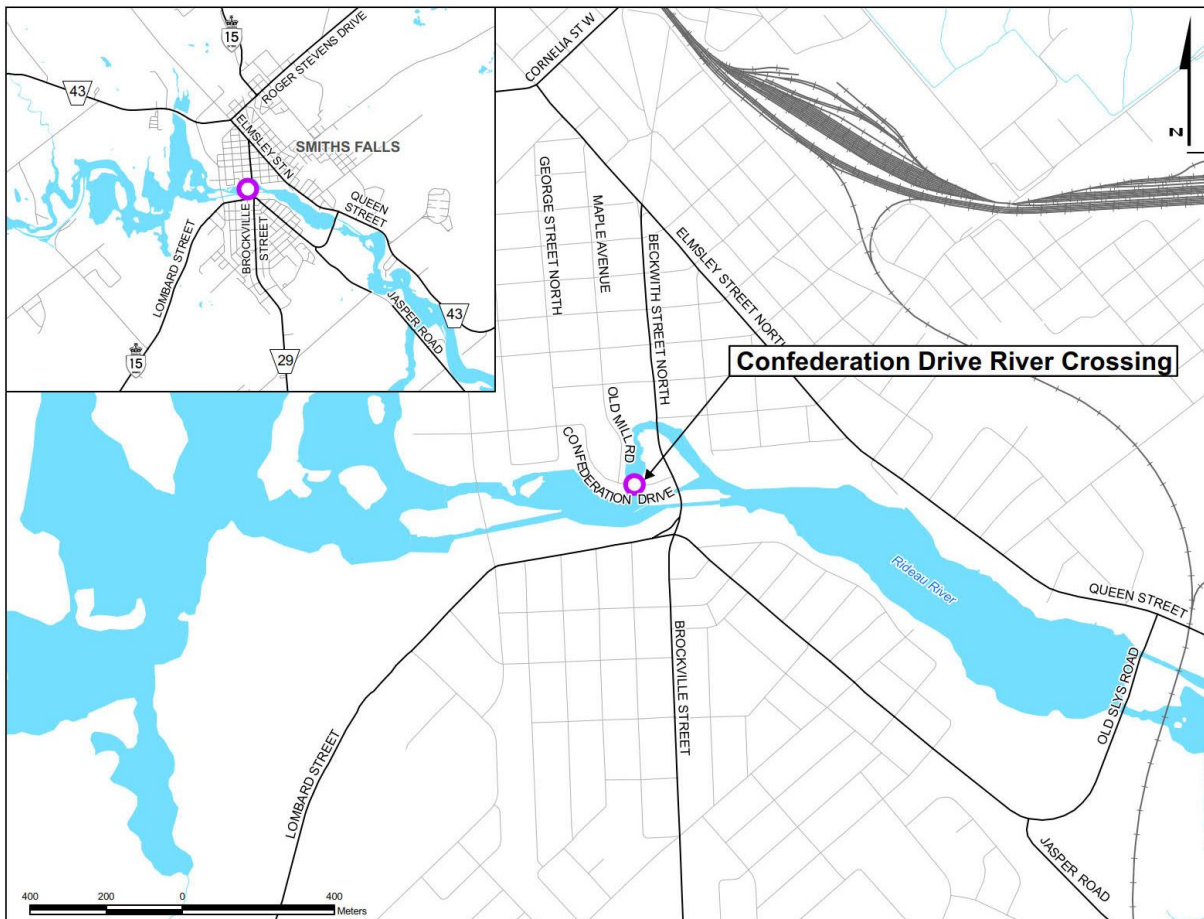 15
ROGER STEVENS DRIVE
43
ELMSLEY ST N
SMITHS FALLS
QUEEN
STREET
BROCKVILLE
STREET
LOMBARD STREET
JASPER ROAD
43
15
29
CORNELIA ST W
N
GEORGE STREET NORTH
MAPLE AVENUE
BECKWITH STREET NORTH
ELMSLEY STREET NORTH
Confederation Drive River Crossing
OLD MILL RD
CONFEDERATION DRIVE
Rideau River
QUEEN STREET
OLD SLYS ROAD
BROCKVILLE STREET
LOMBARD STREET
JASPER ROAD
400 200 0 400
Meters